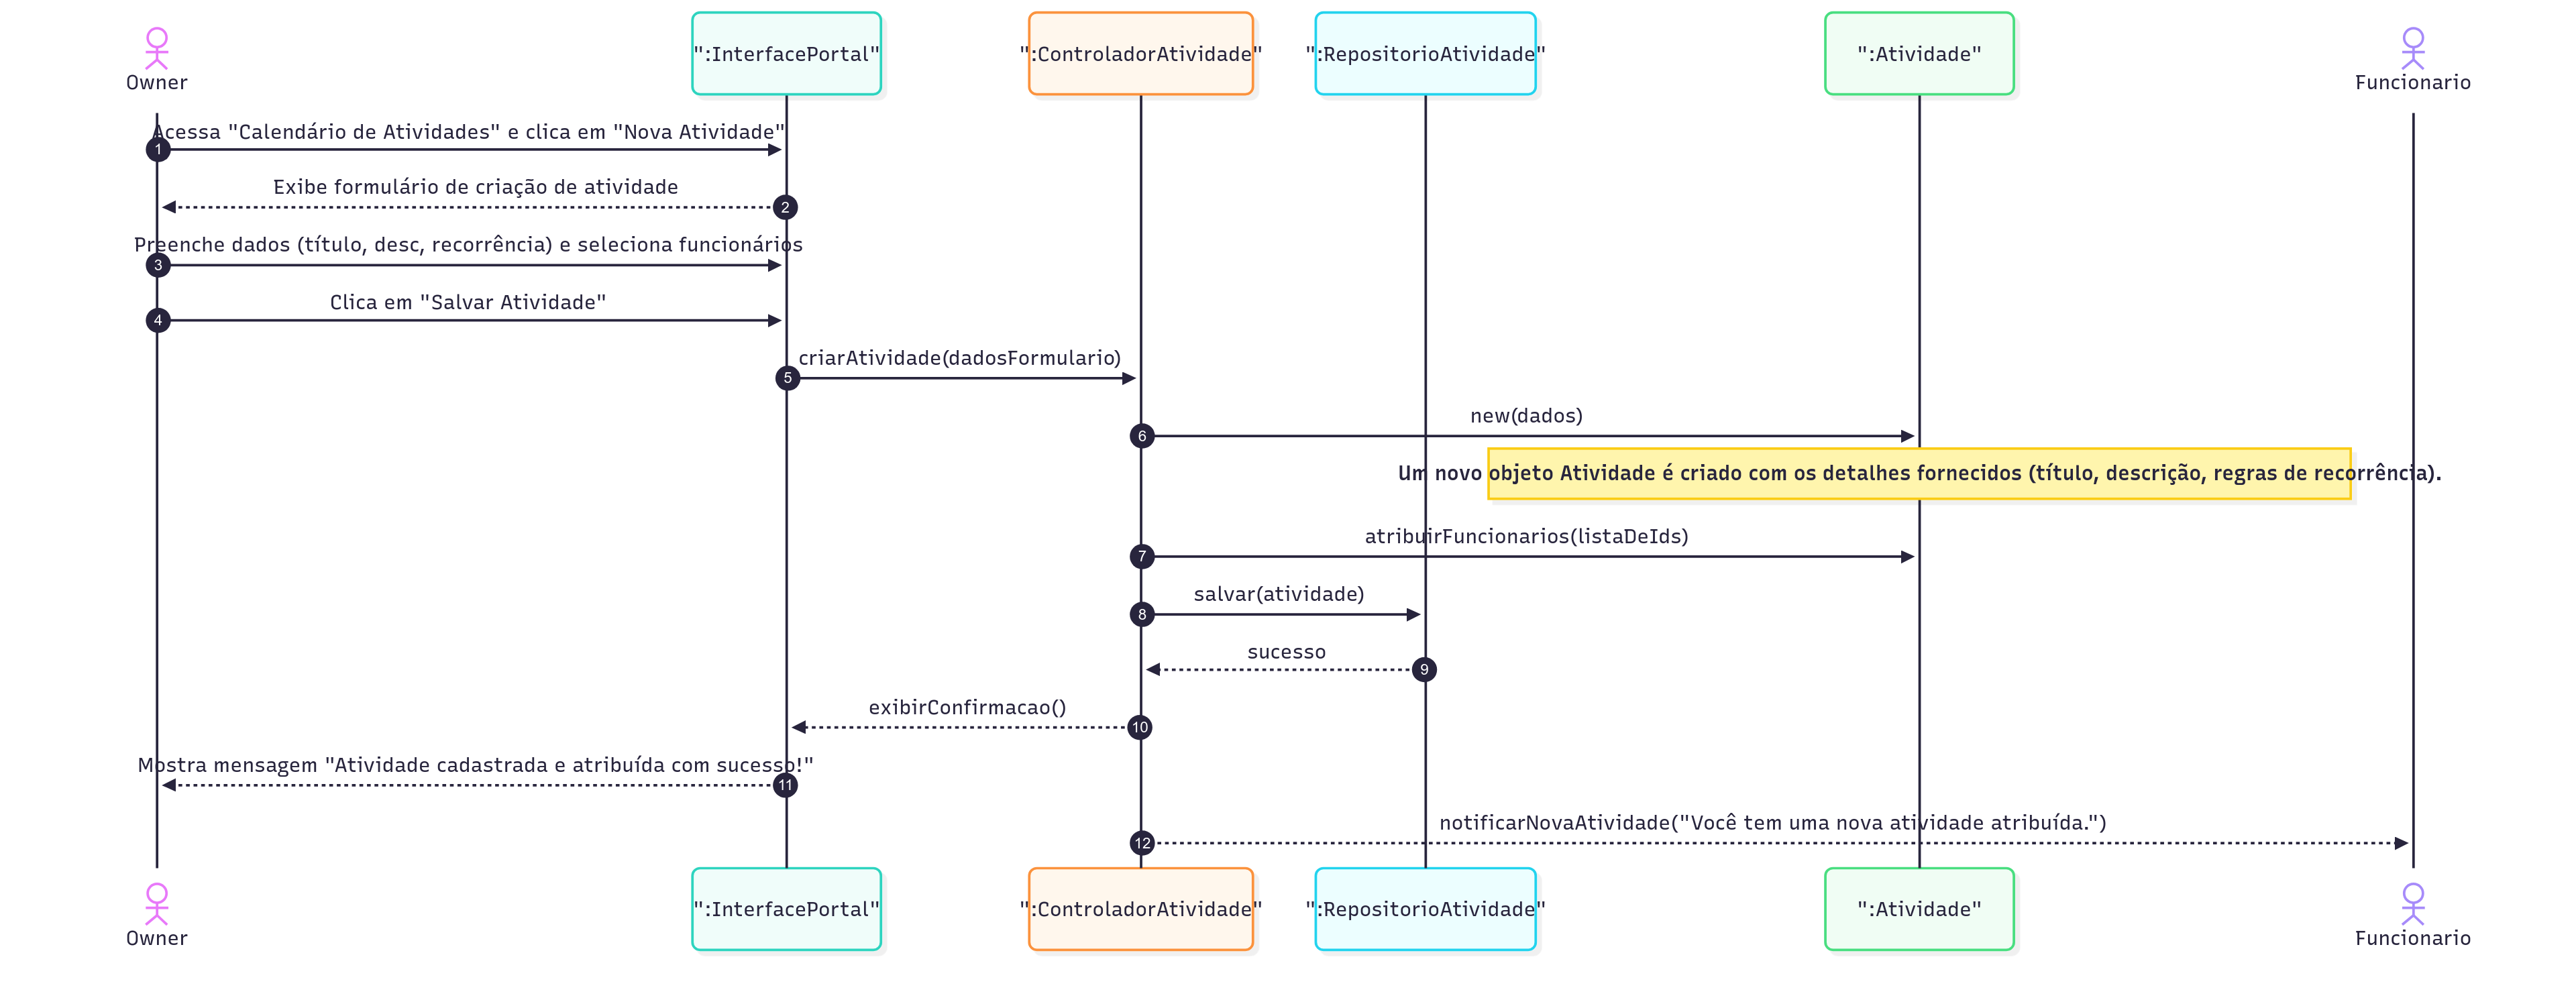 Owner
":InterfacePortal"
":ControladorAtividade"
":RepositorioAtividade"
":Atividade"
Funcionario
Acessa "Calendário de Atividades" e clica em "Nova Atividade"
1
Exibe formulário de criação de atividade
2
Preenche dados (título, desc, recorrência) e seleciona funcionários
3
Clica em "Salvar Atividade"
4
criarAtividade(dadosFormulario)
5
new(dados)
6
Um novo objeto Atividade é criado com os detalhes fornecidos (título, descrição, regras de recorrência).
atribuirFuncionarios(listaDeIds)
7
salvar(atividade)
8
sucesso
9
exibirConfirmacao()
10
Mostra mensagem "Atividade cadastrada e atribuída com sucesso!"
11
notificarNovaAtividade("Você tem uma nova atividade atribuída.")
12
Owner
":InterfacePortal"
":ControladorAtividade"
":RepositorioAtividade"
":Atividade"
Funcionario